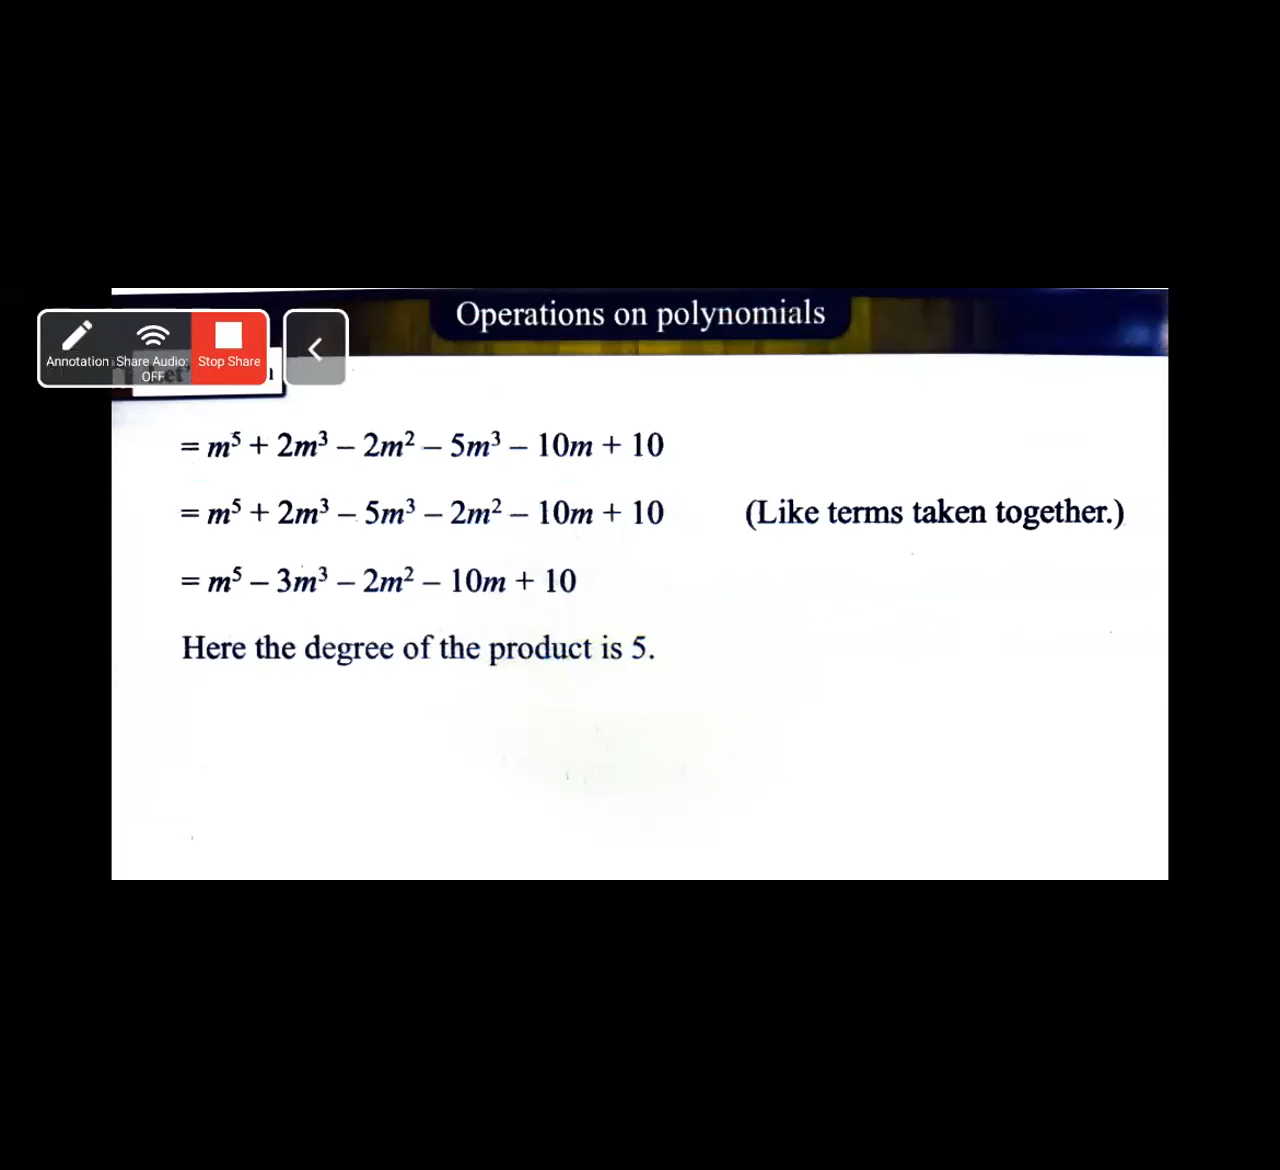 Operations on polynomials
Annotation Share Audio: Stop Share
OFF
= m⁵ + 2m³ – 2m² – 5m³ – 10m + 10
= m⁵ + 2m³ – 5m³ – 2m² – 10m + 10 (Like terms taken together.)
= m⁵ – 3m³ – 2m² – 10m + 10
Here the degree of the product is 5.